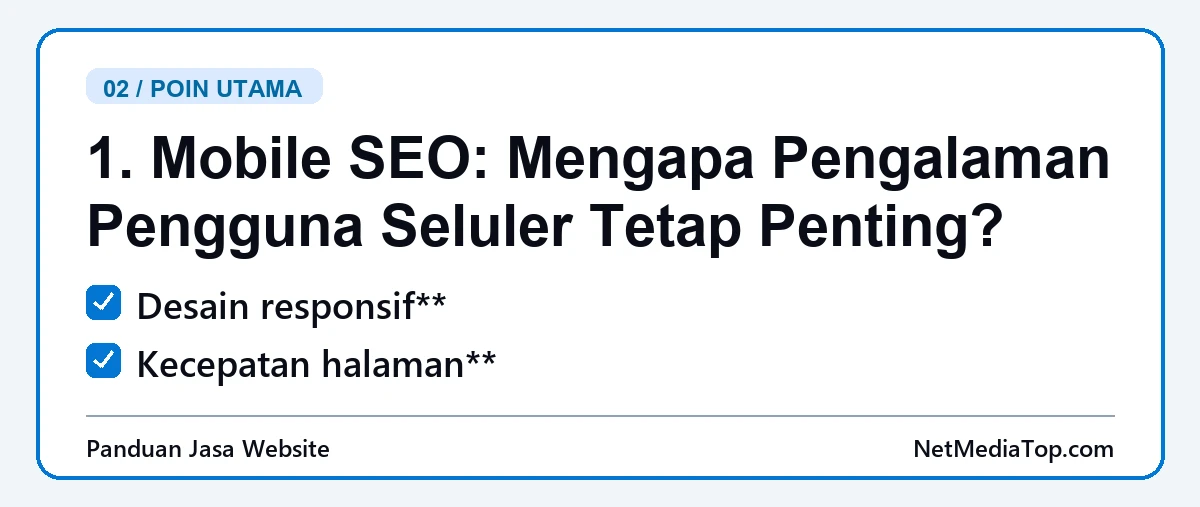 02 / POIN UTAMA
1. Mobile SEO: Mengapa Pengalaman
Pengguna Seluler Tetap Penting?
Desain responsif**
Kecepatan halaman**
Panduan Jasa Website
NetMediaTop.com